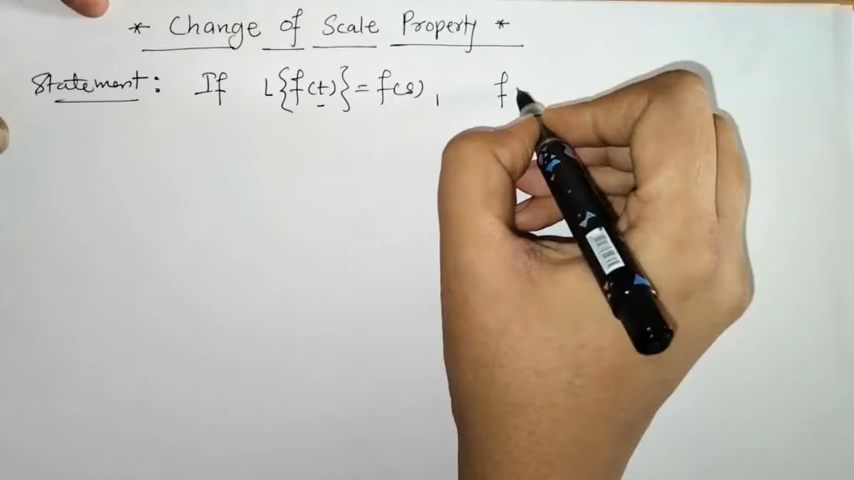 * Change of Scale Property *
Statement: If L{f(t)} = f(s), f